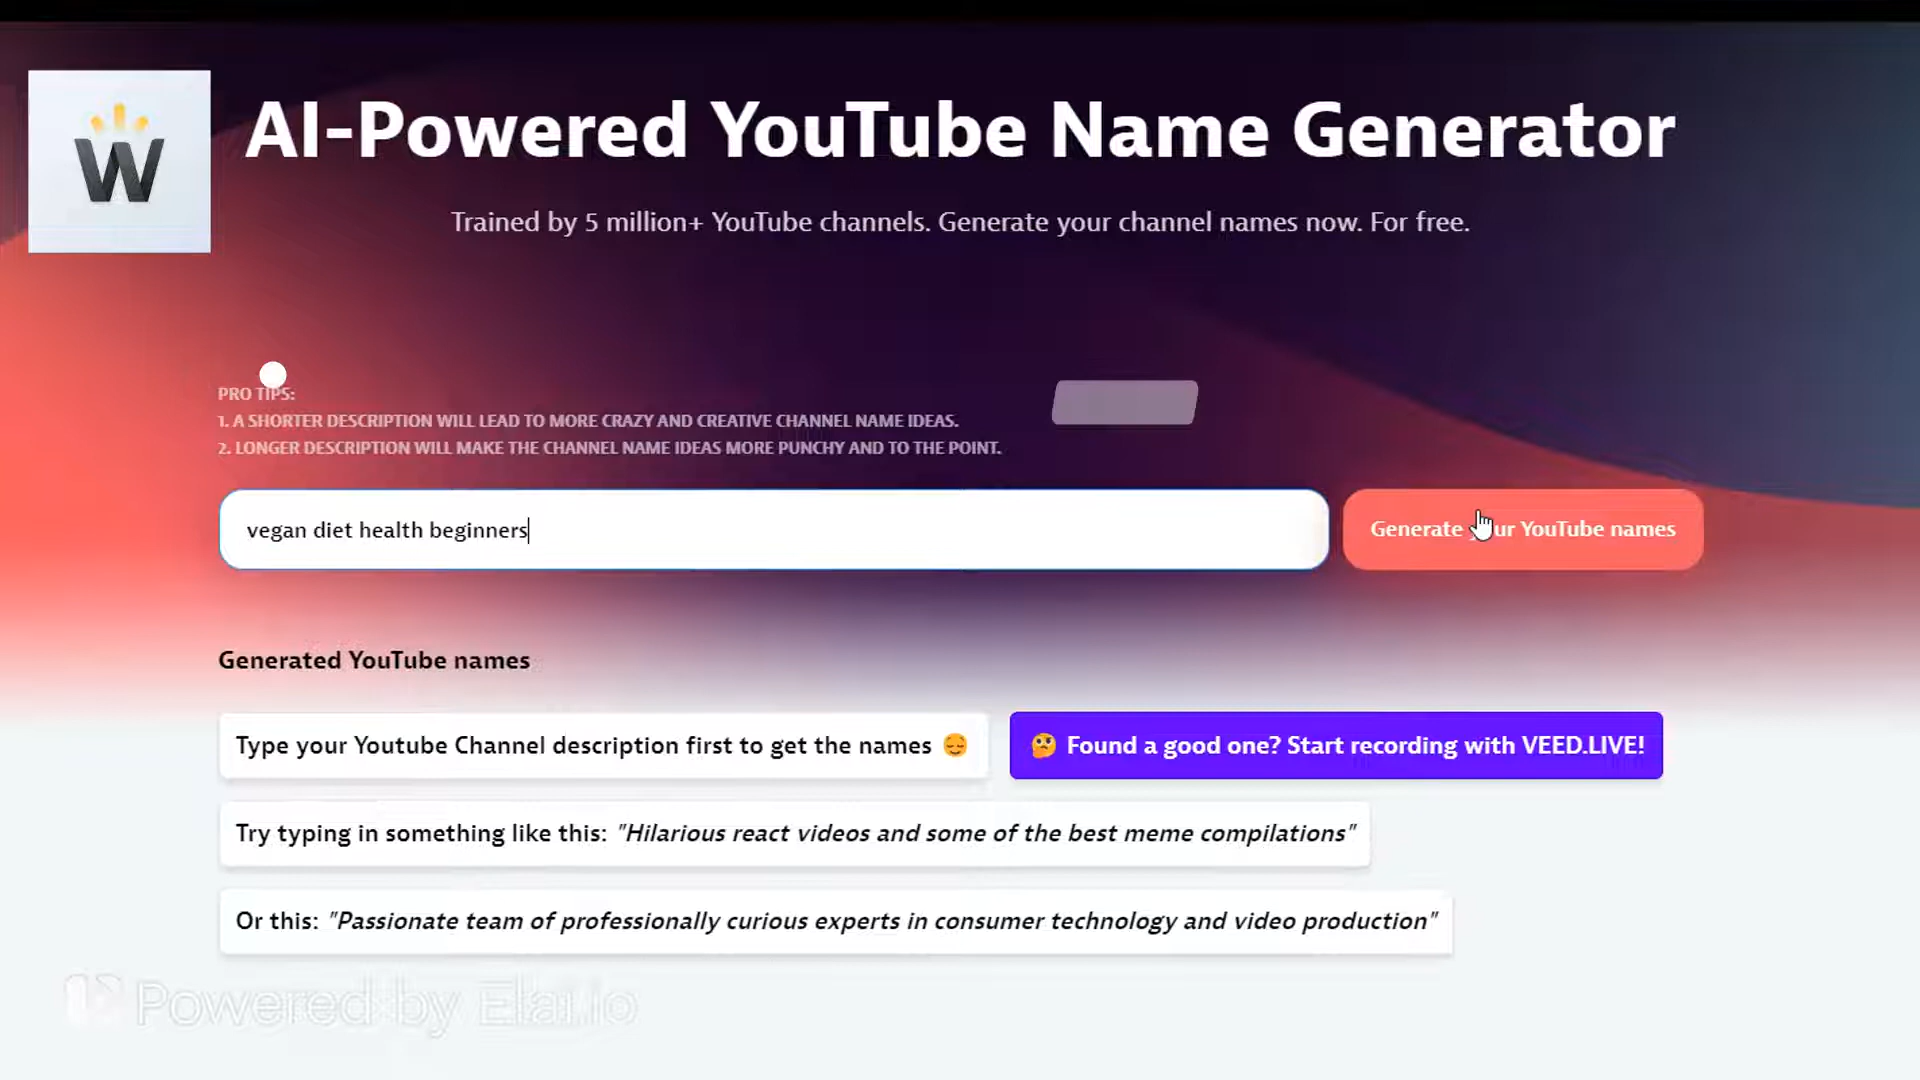 W
AI-Powered YouTube Name Generator
Trained by 5 million+ YouTube channels. Generate your channel names now. For free.
PRO TIPS:
1. A SHORTER DESCRIPTION WILL LEAD TO MORE CRAZY AND CREATIVE CHANNEL NAME IDEAS.
2. LONGER DESCRIPTION WILL MAKE THE CHANNEL NAME IDEAS MORE PUNCHY AND TO THE POINT.
vegan diet health beginners
Generate your YouTube names
Generated YouTube names
Type your Youtube Channel description first to get the names 😔
🤔 Found a good one? Start recording with VEED.LIVE!
Try typing in something like this: "Hilarious react videos and some of the best meme compilations"
Or this: "Passionate team of professionally curious experts in consumer technology and video production"
Powered by Elai.io